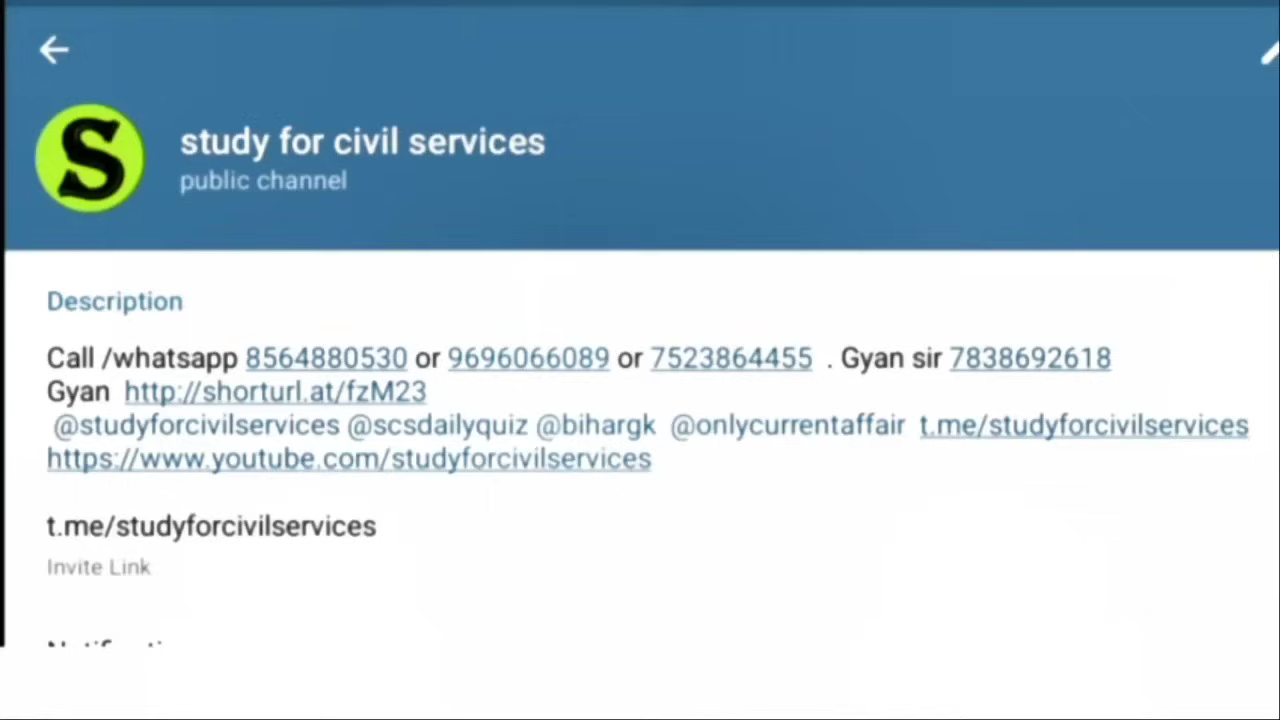 S
study for civil services
public channel
Description
Call /whatsapp 8564880530 or 9696066089 or 7523864455 . Gyan sir 7838692618
Gyan http://shorturl.at/fzM23
@studyforcivilservices @scsdailyquiz @bihargk @onlycurrentaffair t.me/studyforcivilservices
https://www.youtube.com/studyforcivilservices
t.me/studyforcivilservices
Invite Link